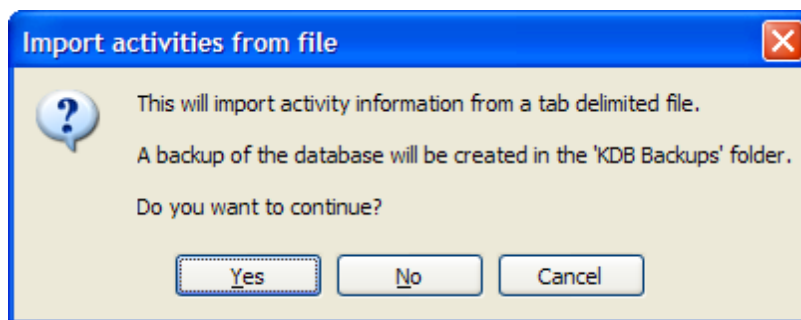 Import activities from file
This will import activity information from a tab delimited file.
A backup of the database will be created in the 'KDB Backups' folder.
Do you want to continue?
Yes No Cancel